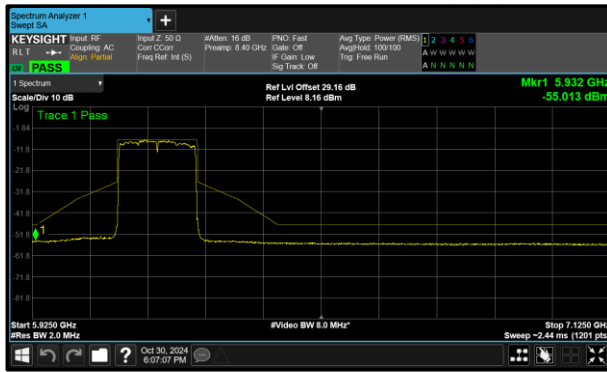 Spectrum Analyzer 1
Swept SA
KEYSIGHT
RLT
LW PASS
Input: RF
Coupling: AC
Align: Partial
Input Z: 50 Ω
Corr CCorr
Freq Ref: Int (S)
#Atten: 16 dB
Preamp: 8.40 GHz
PNO: Fast
Gate: Off
IF Gain: Low
Sig Track: Off
Avg Type: Power (RMS)
Avg|Hold: 100/100
Trig: Free Run
1 2 3 4 5 6
A W W W W W
A N N N N N
1 Spectrum
Scale/Div 10 dB
Ref Lvl Offset 29.16 dB
Ref Level 8.16 dBm
Mkr1 5.932 GHz
-55.013 dBm
Log
Trace 1 Pass
-1.84
-11.8
-21.8
-31.8
-41.8
-51.8
-61.8
-71.8
-81.8
1
Start 5.9250 GHz
#Res BW 2.0 MHz
#Video BW 8.0 MHz*
Stop 7.1250 GHz
Sweep ~2.44 ms (1201 pts)
?
Oct 30, 2024
6:07:07 PM